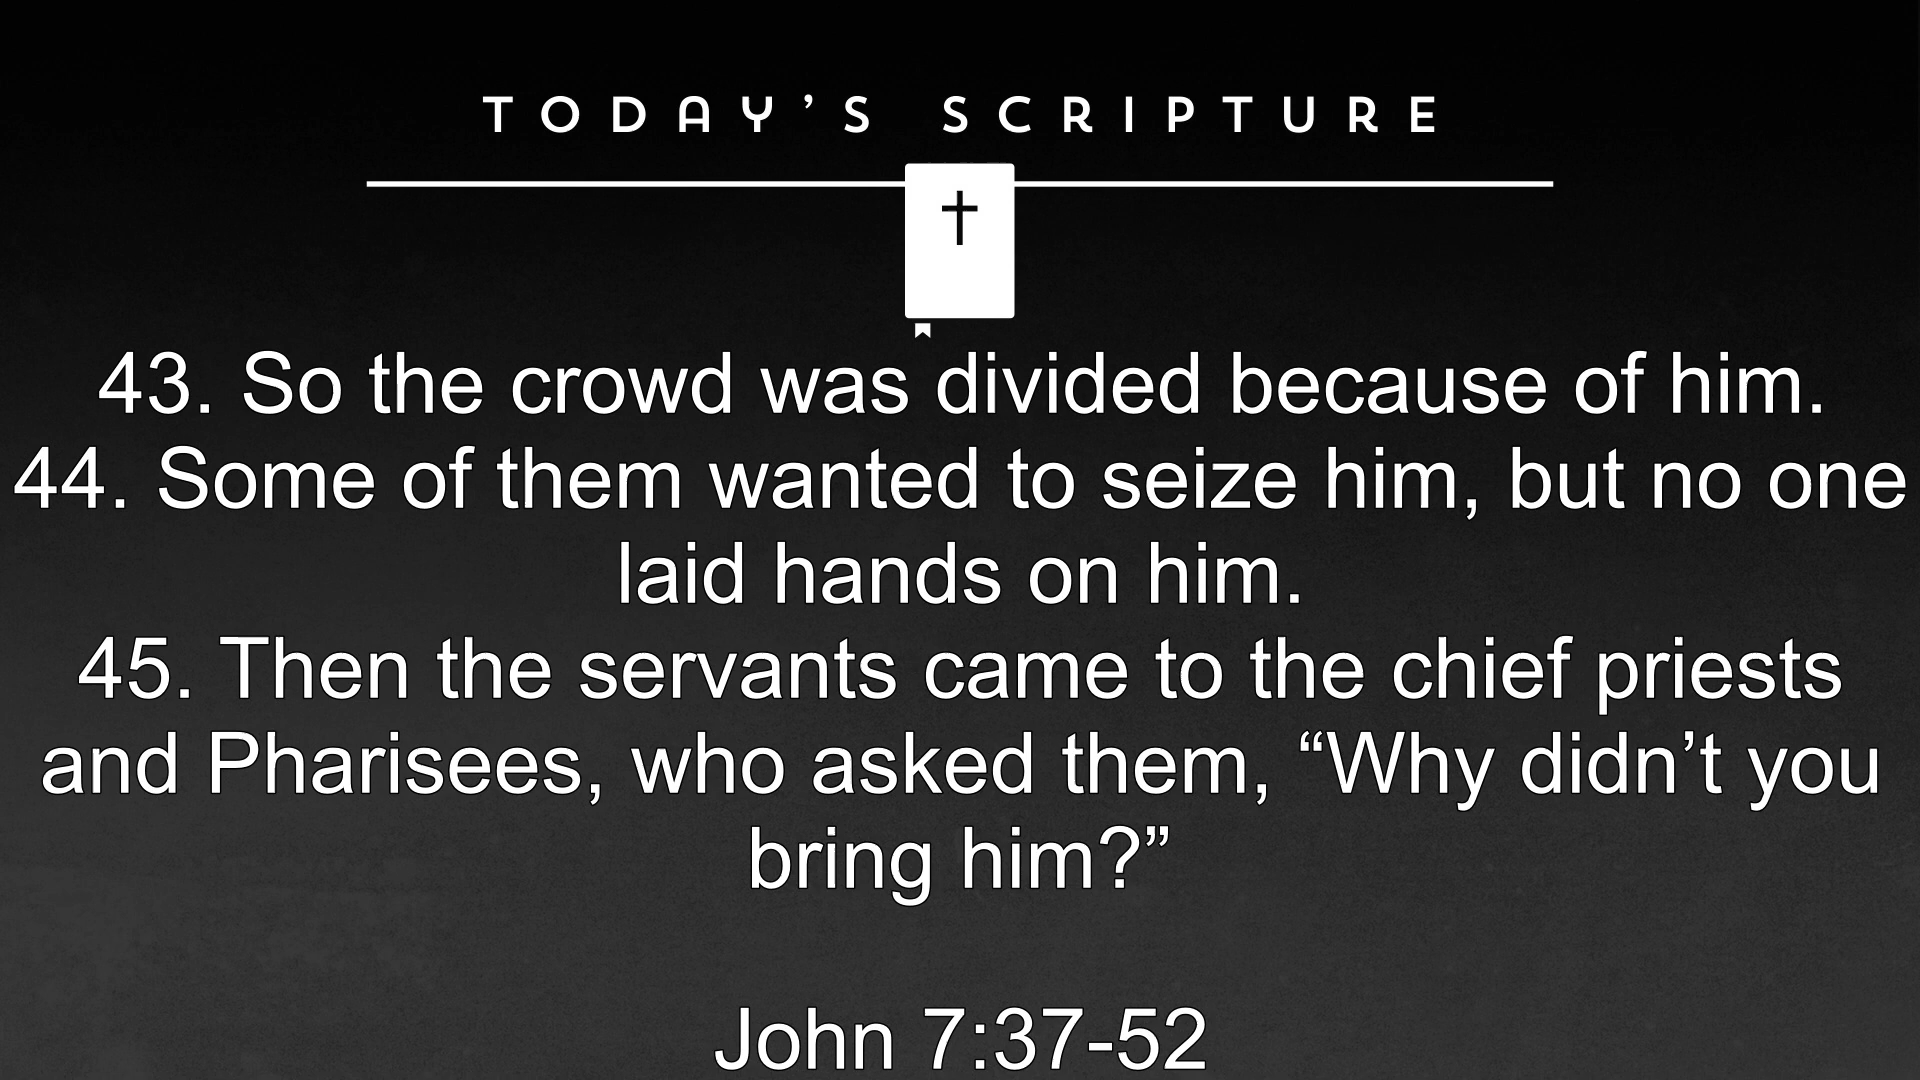 TODAY’S SCRIPTURE
43. So the crowd was divided because of him.
44. Some of them wanted to seize him, but no one
laid hands on him.
45. Then the servants came to the chief priests
and Pharisees, who asked them, “Why didn’t you
bring him?”
John 7:37-52